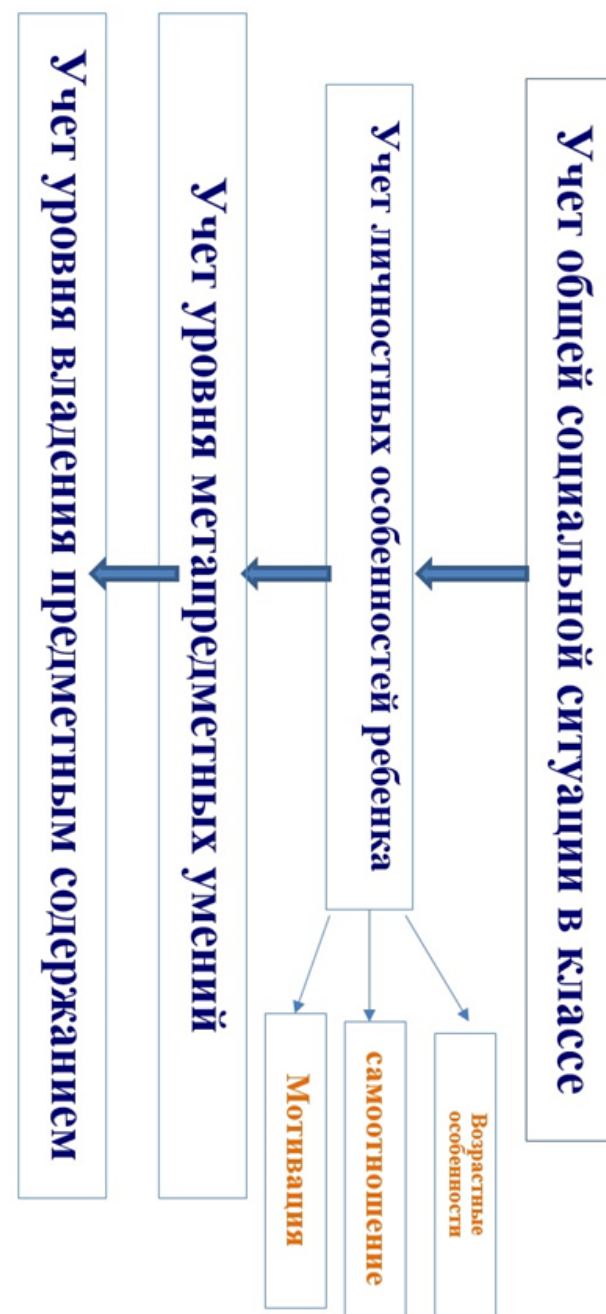 Учет общей социальной ситуации в классе
Учет личностных особенностей ребенка
Возрастные
особенности
самоотношение
Мотивация
Учет уровня метапредметных умений
Учет уровня владения предметным содержанием